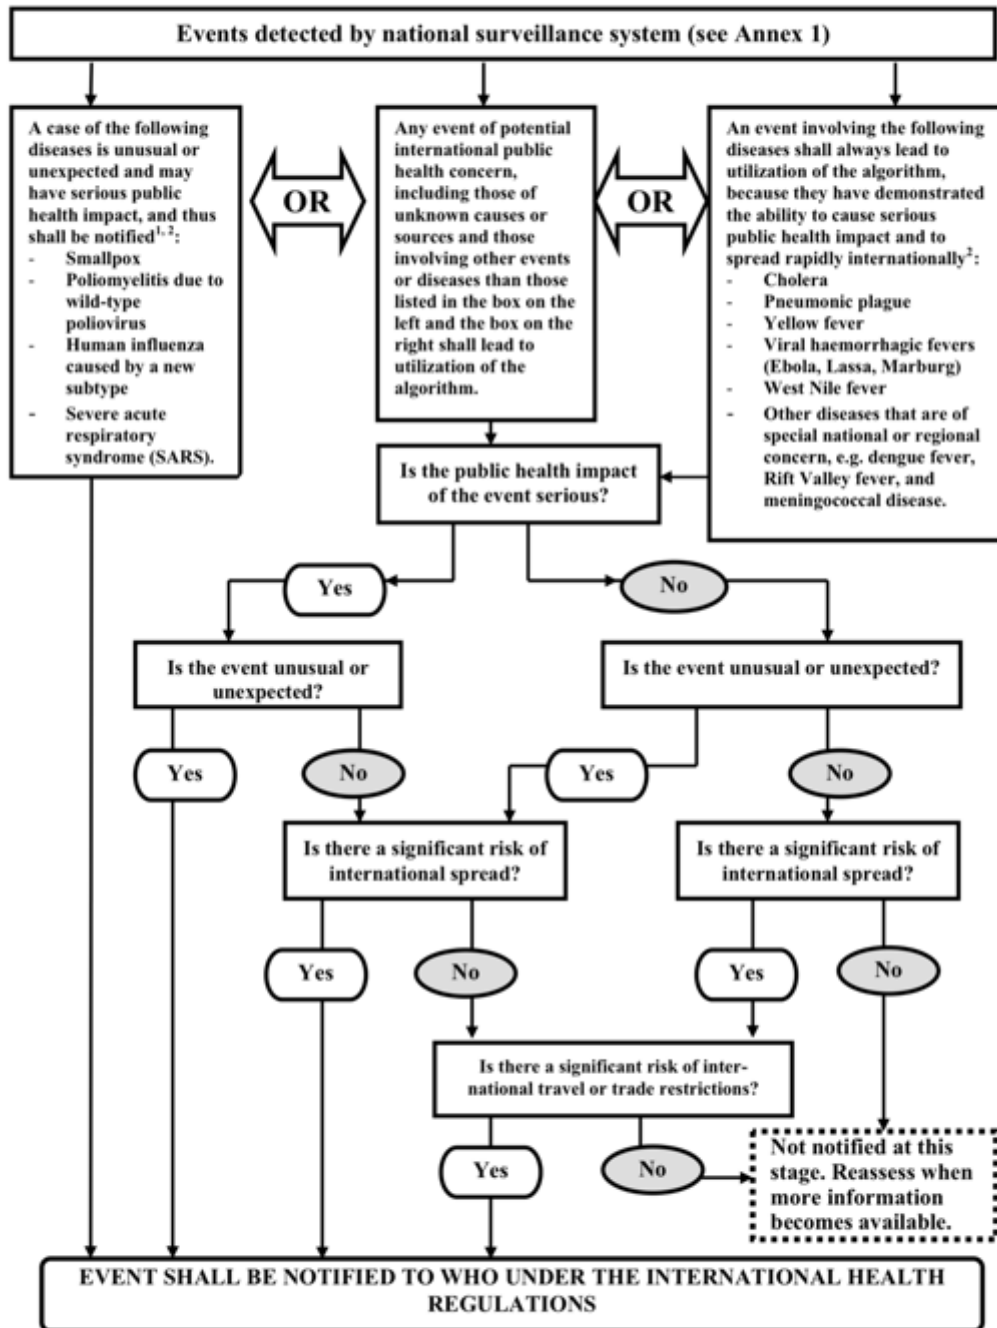 Events detected by national surveillance system (see Annex 1)
A case of the following
diseases is unusual or
unexpected and may
have serious public
health impact, and thus
shall be notified1, 2:
- Smallpox
- Poliomyelitis due to
wild-type
poliovirus
- Human influenza
caused by a new
subtype
- Severe acute
respiratory
syndrome (SARS).
OR
Any event of potential
international public
health concern,
including those of
unknown causes or
sources and those
involving other events
or diseases than those
listed in the box on the
left and the box on the
right shall lead to
utilization of the
algorithm.
OR
An event involving the following
diseases shall always lead to
utilization of the algorithm,
because they have demonstrated
the ability to cause serious
public health impact and to
spread rapidly internationally2:
- Cholera
- Pneumonic plague
- Yellow fever
- Viral haemorrhagic fevers
(Ebola, Lassa, Marburg)
- West Nile fever
- Other diseases that are of
special national or regional
concern, e.g. dengue fever,
Rift Valley fever, and
meningococcal disease.
Is the public health impact
of the event serious?
Yes
No
Is the event unusual or
unexpected?
Is the event unusual or unexpected?
Yes
No
Yes
No
Is there a significant risk of
international spread?
Is there a significant risk of
international spread?
Yes
No
Yes
No
Is there a significant risk of inter-
national travel or trade restrictions?
Yes
No
Not notified at this
stage. Reassess when
more information
becomes available.
EVENT SHALL BE NOTIFIED TO WHO UNDER THE INTERNATIONAL HEALTH
REGULATIONS